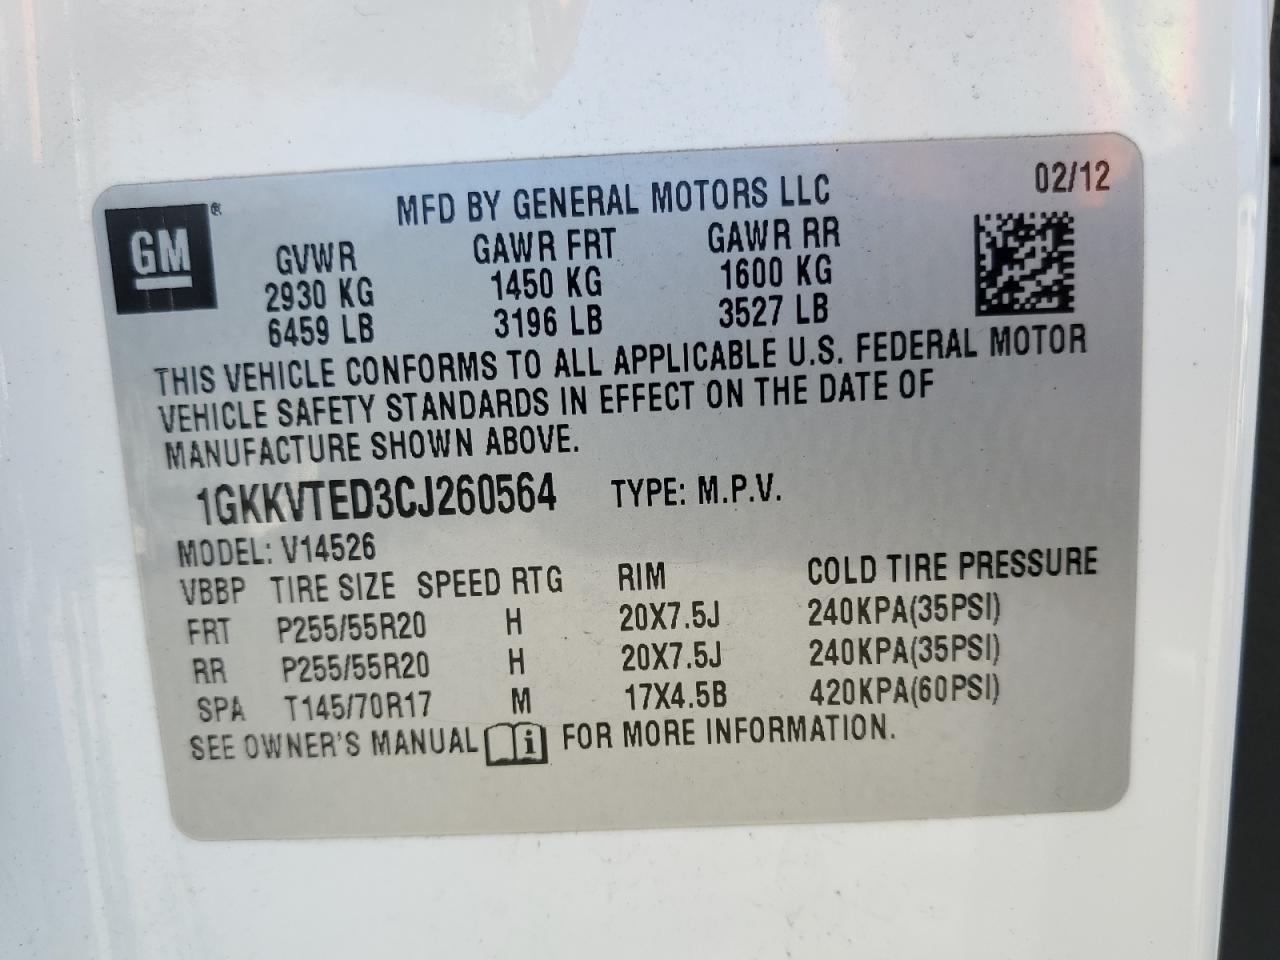 02/12
GM®
MFD BY GENERAL MOTORS LLC
GVWR GAWR FRT GAWR RR
2930 KG 1450 KG 1600 KG
6459 LB 3196 LB 3527 LB
THIS VEHICLE CONFORMS TO ALL APPLICABLE U.S. FEDERAL MOTOR
VEHICLE SAFETY STANDARDS IN EFFECT ON THE DATE OF
MANUFACTURE SHOWN ABOVE.
1GKKVTED3CJ260564 TYPE: M.P.V.
MODEL: V14526
VBBP TIRE SIZE SPEED RTG RIM COLD TIRE PRESSURE
FRT P255/55R20 H 20X7.5J 240KPA(35PSI)
RR P255/55R20 H 20X7.5J 240KPA(35PSI)
SPA T145/70R17 M 17X4.5B 420KPA(60PSI)
SEE OWNER'S MANUAL i FOR MORE INFORMATION.